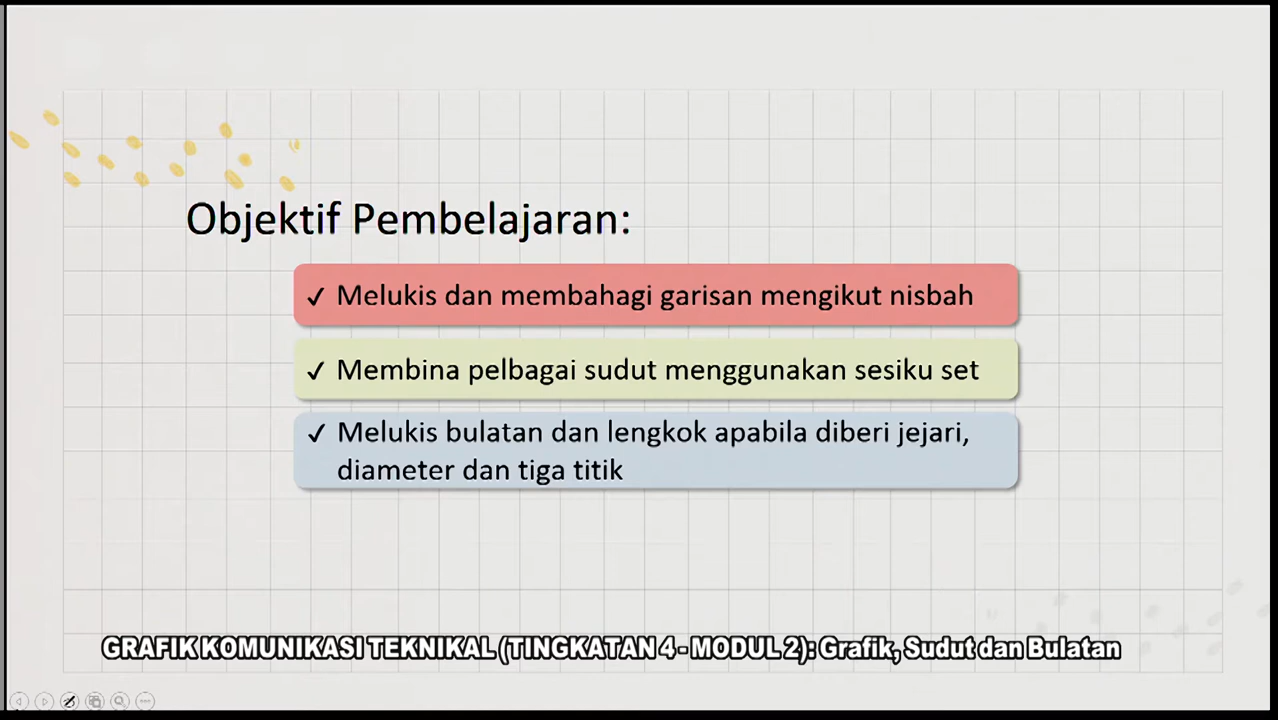 Objektif Pembelajaran:
✓ Melukis dan membahagi garisan mengikut nisbah
✓ Membina pelbagai sudut menggunakan sesiku set
✓ Melukis bulatan dan lengkok apabila diberi jejari,
diameter dan tiga titik
GRAFIK KOMUNIKASI TEKNIKAL (TINGKATAN 4 - MODUL 2): Grafik, Sudut dan Bulatan